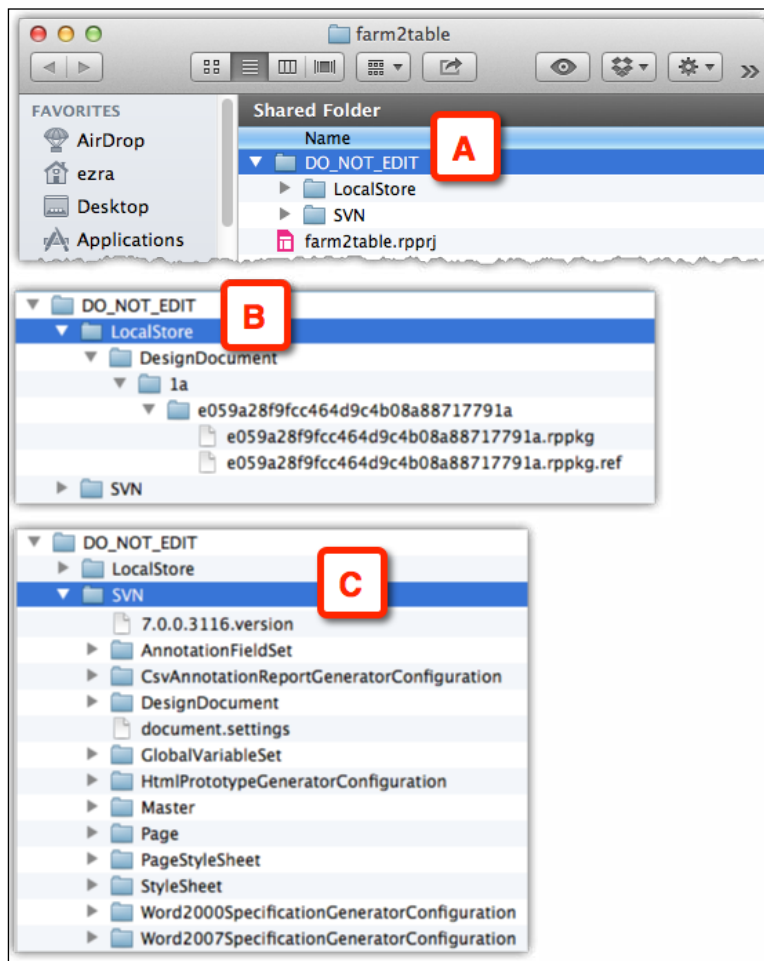 farm2table
FAVORITES
AirDrop
ezra
Desktop
Applications
Shared Folder
Name
A
DO_NOT_EDIT
LocalStore
SVN
farm2table.rpprj
DO_NOT_EDIT
B
LocalStore
DesignDocument
1a
e059a28f9fcc464d9c4b08a88717791a
e059a28f9fcc464d9c4b08a88717791a.rppkg
e059a28f9fcc464d9c4b08a88717791a.rppkg.ref
SVN
DO_NOT_EDIT
LocalStore
C
SVN
7.0.0.3116.version
AnnotationFieldSet
CsvAnnotationReportGeneratorConfiguration
DesignDocument
document.settings
GlobalVariableSet
HtmlPrototypeGeneratorConfiguration
Master
Page
PageStyleSheet
StyleSheet
Word2000SpecificationGeneratorConfiguration
Word2007SpecificationGeneratorConfiguration